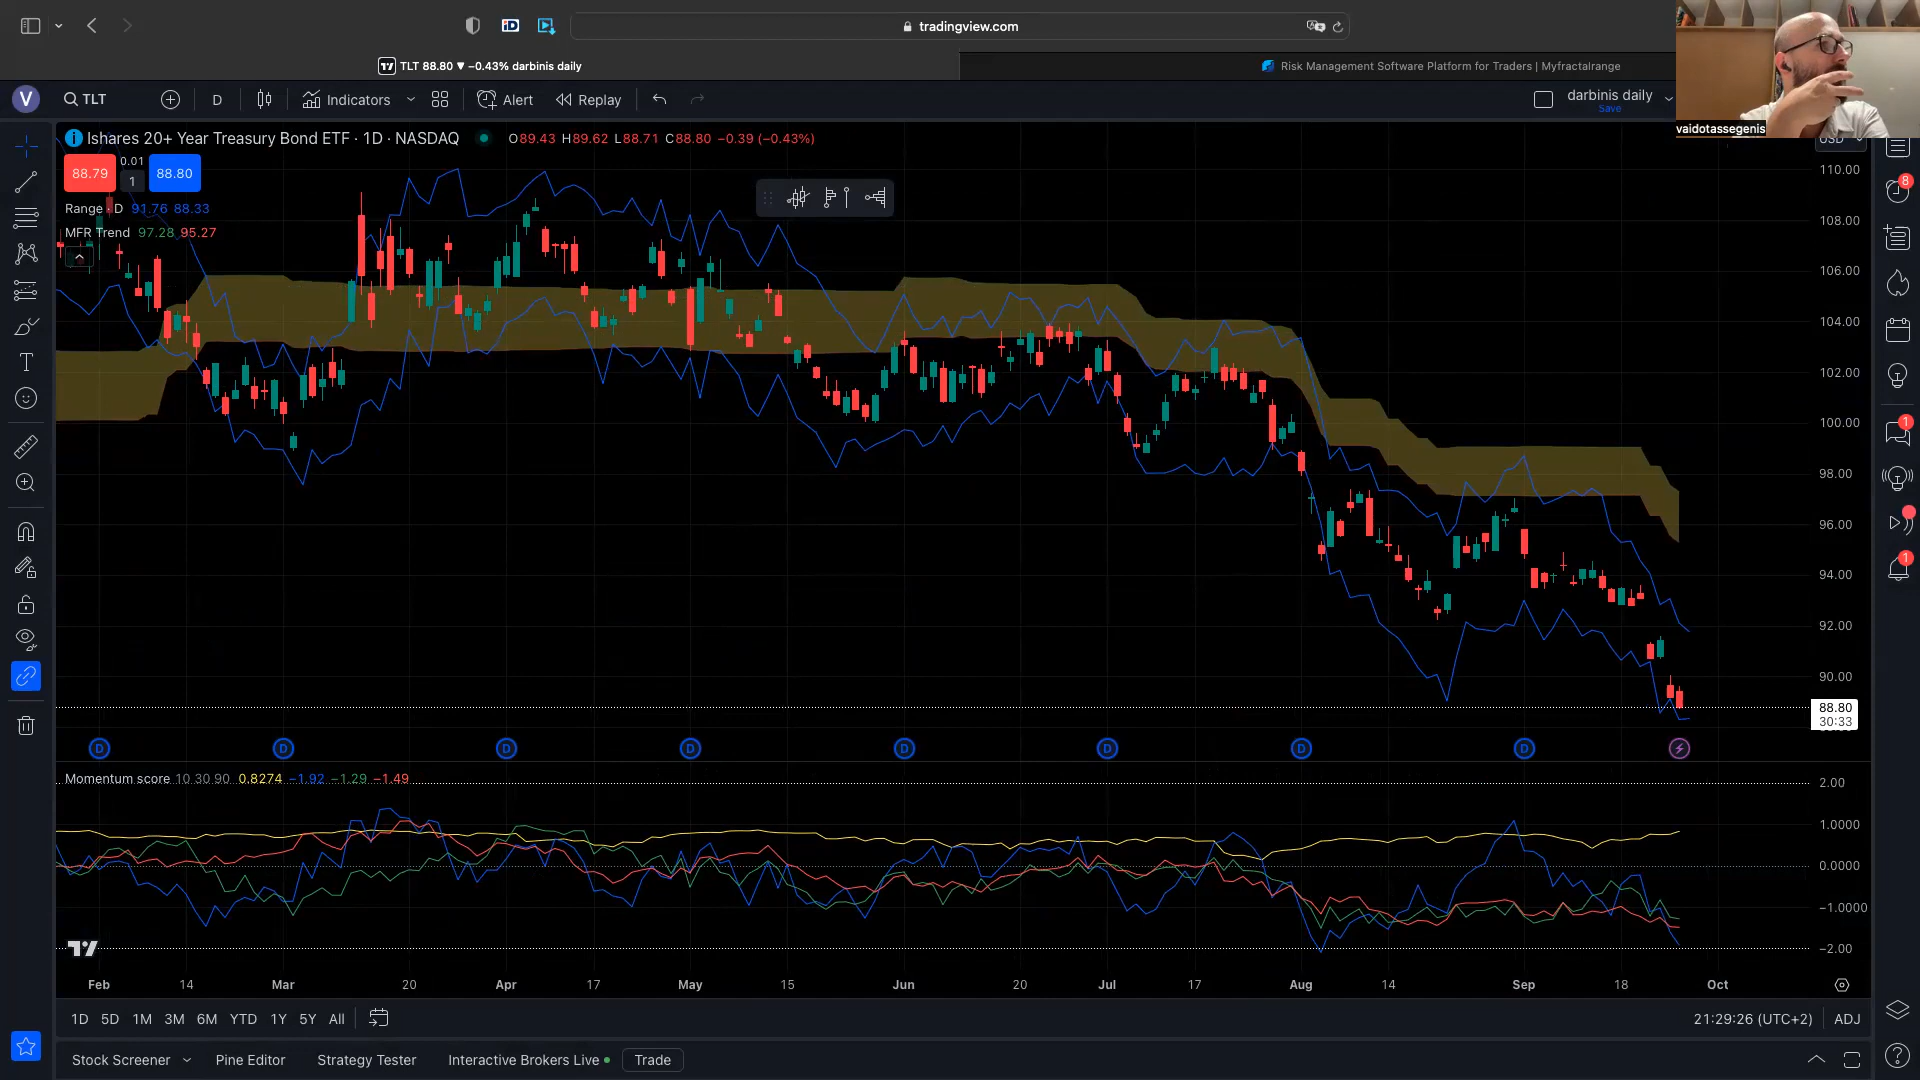 tradingview.com
TLT 88.80 ▼ −0.43% darbinis daily
Risk Management Software Platform for Traders | Myfractalrange
V
TLT
D
Indicators
Alert
Replay
darbinis daily
Save
vaidotassegenis
Ishares 20+ Year Treasury Bond ETF · 1D · NASDAQ
O89.43 H89.62 L88.71 C88.80 −0.39 (−0.43%)
USD
88.79
0.01
1
88.80
Range · D 91.76 88.33
MFR Trend 97.28 95.27
110.00
108.00
106.00
104.00
102.00
100.00
98.00
96.00
94.00
92.00
90.00
88.80
30:33
8
1
1
D D D D D D D D
Momentum score 10 30 90 0.8274 −1.92 −1.29 −1.49
2.00
1.0000
0.0000
−1.0000
−2.00
Feb 14 Mar 20 Apr 17 May 15 Jun 20 Jul 17 Aug 14 Sep 18 Oct
1D 5D 1M 3M 6M YTD 1Y 5Y All
21:29:26 (UTC+2) ADJ
Stock Screener Pine Editor Strategy Tester Interactive Brokers Live Trade